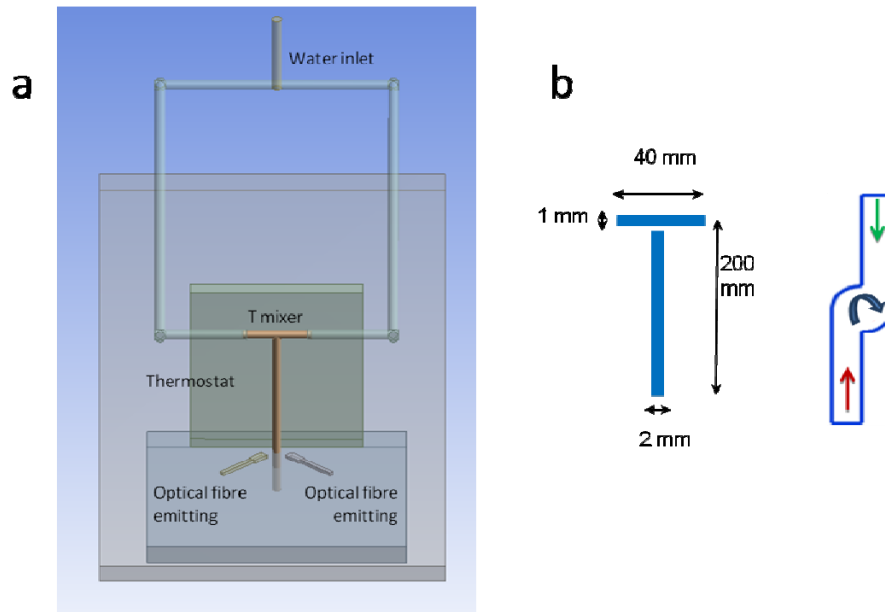 a
Water inlet
T mixer
Thermostat
Optical fibre
emitting
Optical fibre
emitting
b
40 mm
1 mm
200
mm
2 mm